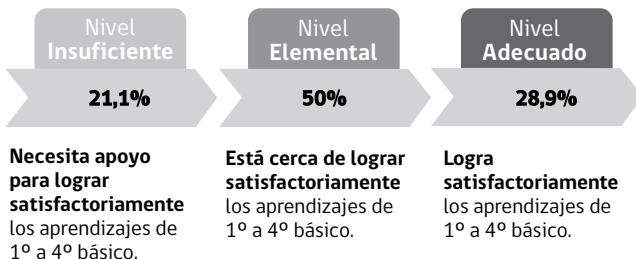 Nivel
Insuficiente
Nivel
Elemental
Nivel
Adecuado
21,1%
50%
28,9%
Necesita apoyo
para lograr
satisfactoriamente
los aprendizajes de
1º a 4º básico.
Está cerca de lograr
satisfactoriamente
los aprendizajes de
1º a 4º básico.
Logra
satisfactoriamente
los aprendizajes de
1º a 4º básico.